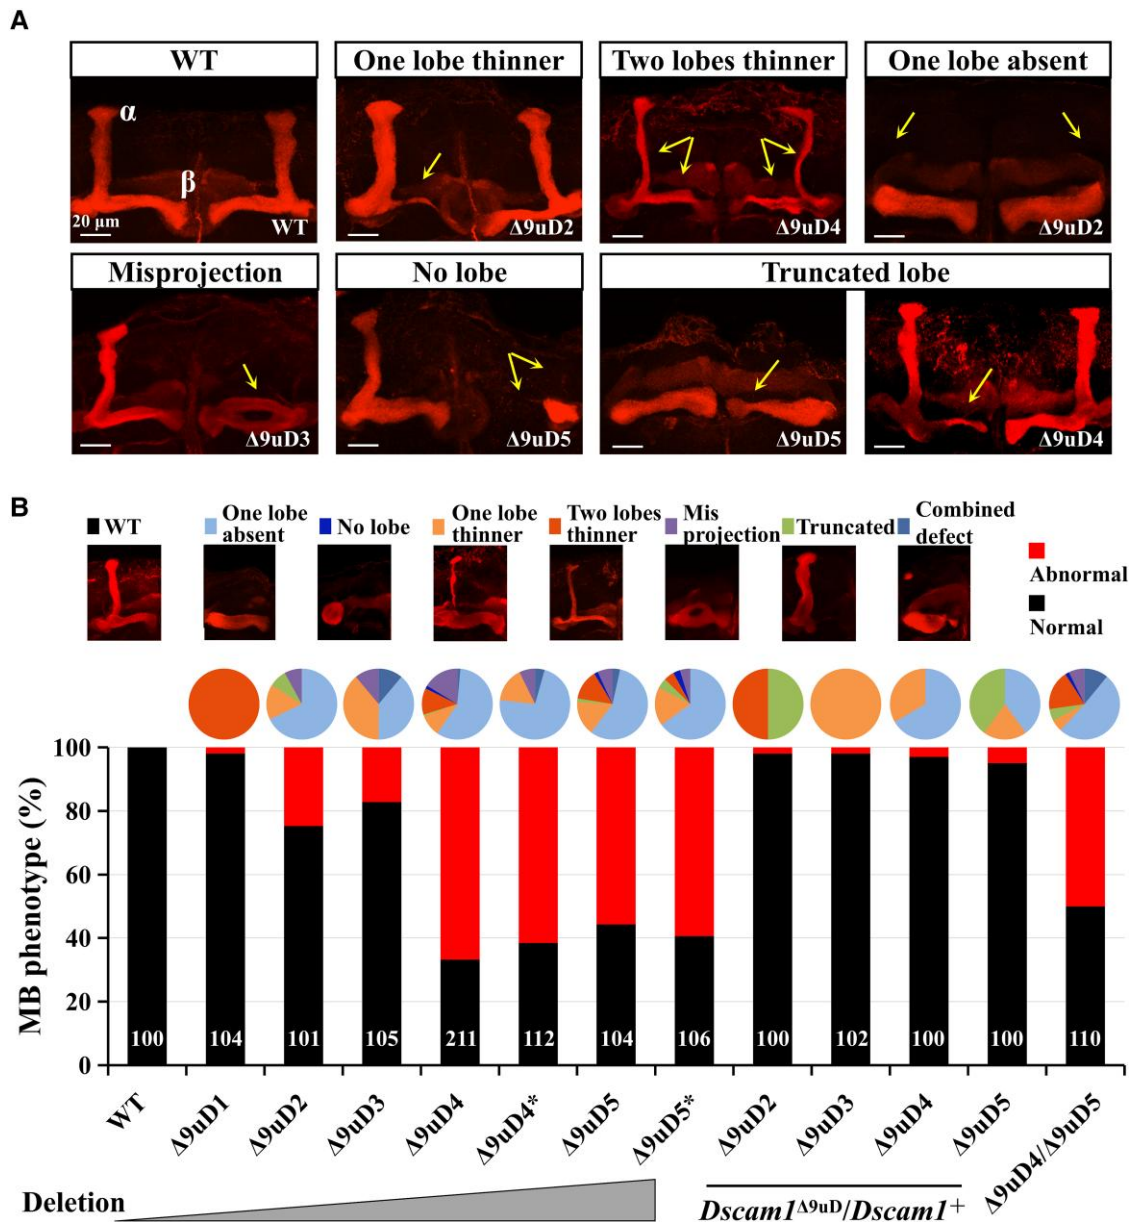 A
WT
One lobe thinner
Two lobes thinner
One lobe absent
α
β
20 μm
WT
Δ9uD2
Δ9uD4
Δ9uD2
Misprojection
No lobe
Truncated lobe
Δ9uD3
Δ9uD5
Δ9uD5
Δ9uD4
B
WT
One lobe
absent
No lobe
One lobe
thinner
Two lobes
thinner
Mis
projection
Truncated
Combined
defect
Abnormal
Normal
MB phenotype (%)
100
80
60
40
20
0
100 104 101 105 211 112 104 106 100 102 100 100 110
WT Δ9uD1 Δ9uD2 Δ9uD3 Δ9uD4 Δ9uD4* Δ9uD5 Δ9uD5* Δ9uD2 Δ9uD3 Δ9uD4 Δ9uD5 Δ9uD4/Δ9uD5
Deletion
Dscam1Δ9uD/Dscam1+